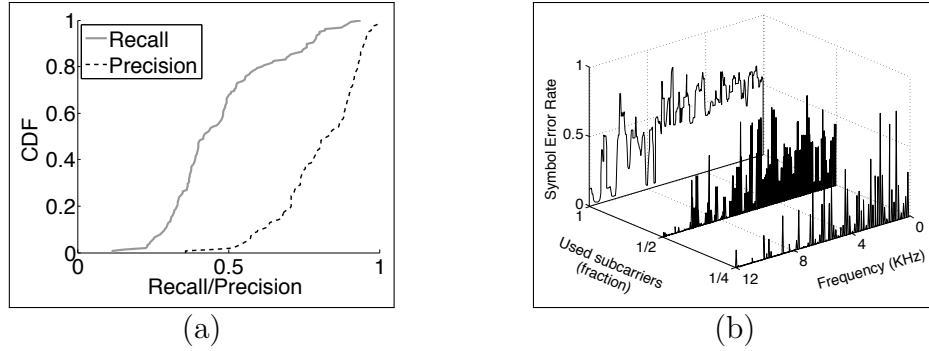 1
0.8
0.6
0.4
0.2
0
CDF
Recall
Precision
0
0.5
1
Recall/Precision
(a)
1
0.5
0
Symbol Error Rate
1
1/2
1/4
Used subcarriers
(fraction)
12
8
4
0
Frequency (KHz)
(b)